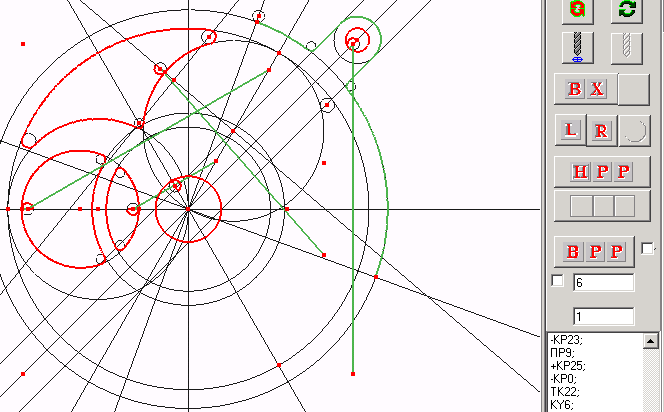 B X
L R
H P P
B P P
6
1
-КР23;
ПР9;
+КР25;
-КР0;
ТК22;
КУ6;